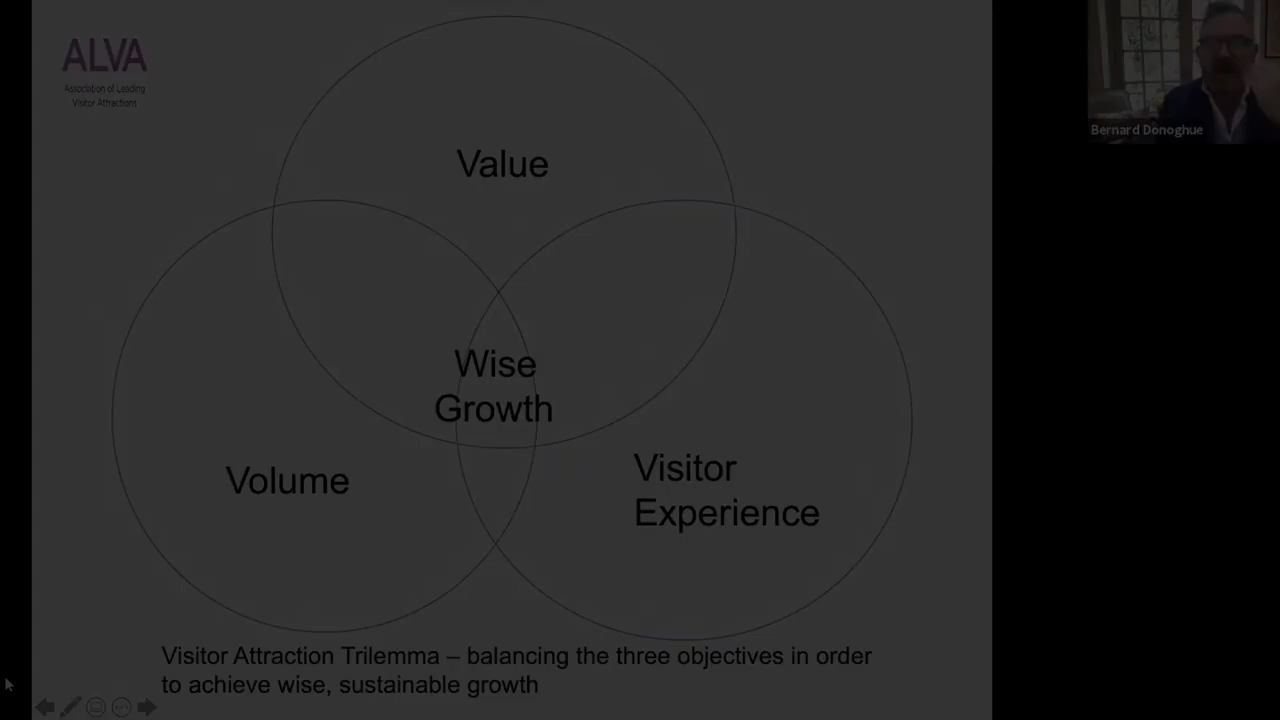 ALVA
Association of Leading
Visitor Attractions
Bernard Donoghue
Value
Wise
Growth
Volume
Visitor
Experience
Visitor Attraction Trilemma – balancing the three objectives in order
to achieve wise, sustainable growth